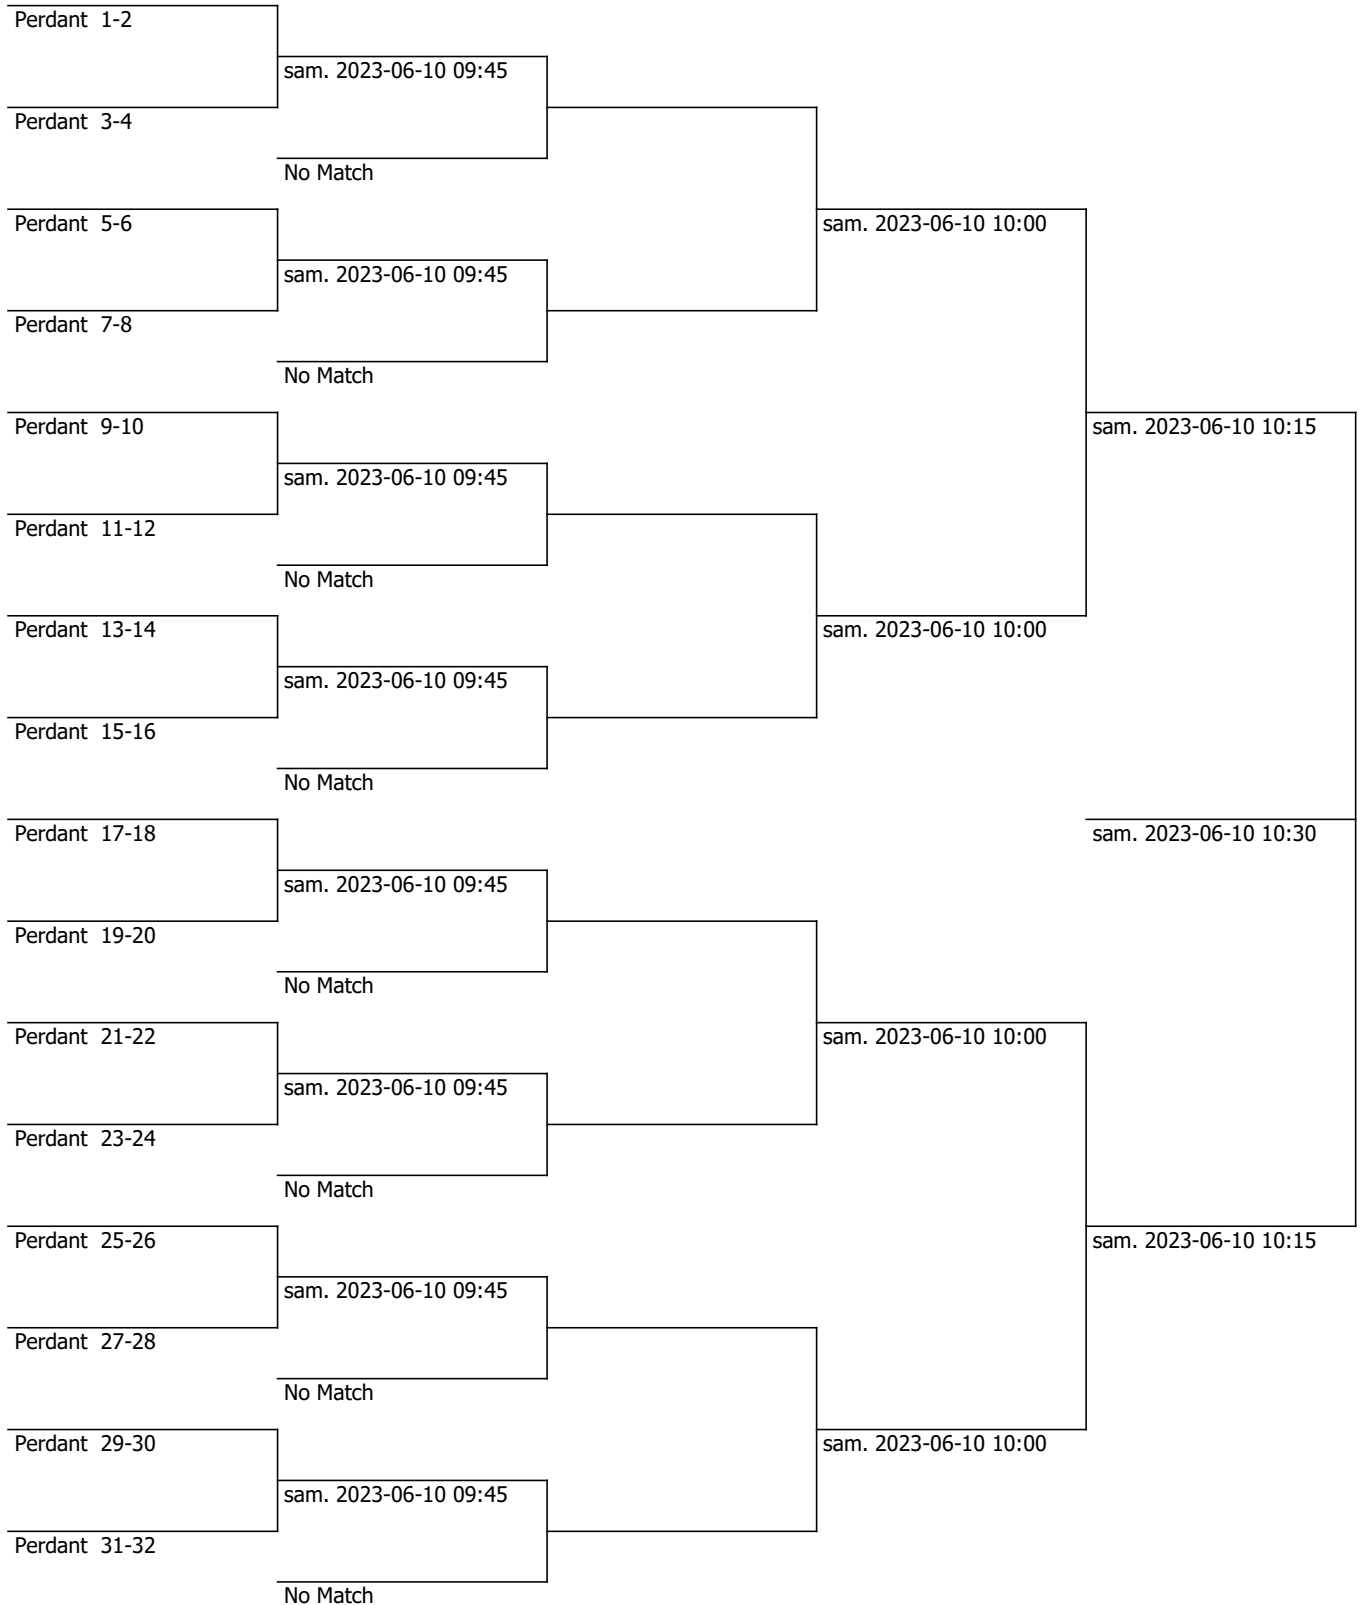 Perdant 1-2
sam. 2023-06-10 09:45
Perdant 3-4
No Match
Perdant 5-6
sam. 2023-06-10 10:00
sam. 2023-06-10 09:45
Perdant 7-8
No Match
Perdant 9-10
sam. 2023-06-10 10:15
sam. 2023-06-10 09:45
Perdant 11-12
No Match
Perdant 13-14
sam. 2023-06-10 10:00
sam. 2023-06-10 09:45
Perdant 15-16
No Match
Perdant 17-18
sam. 2023-06-10 10:30
sam. 2023-06-10 09:45
Perdant 19-20
No Match
Perdant 21-22
sam. 2023-06-10 10:00
sam. 2023-06-10 09:45
Perdant 23-24
No Match
Perdant 25-26
sam. 2023-06-10 10:15
sam. 2023-06-10 09:45
Perdant 27-28
No Match
Perdant 29-30
sam. 2023-06-10 10:00
sam. 2023-06-10 09:45
Perdant 31-32
No Match